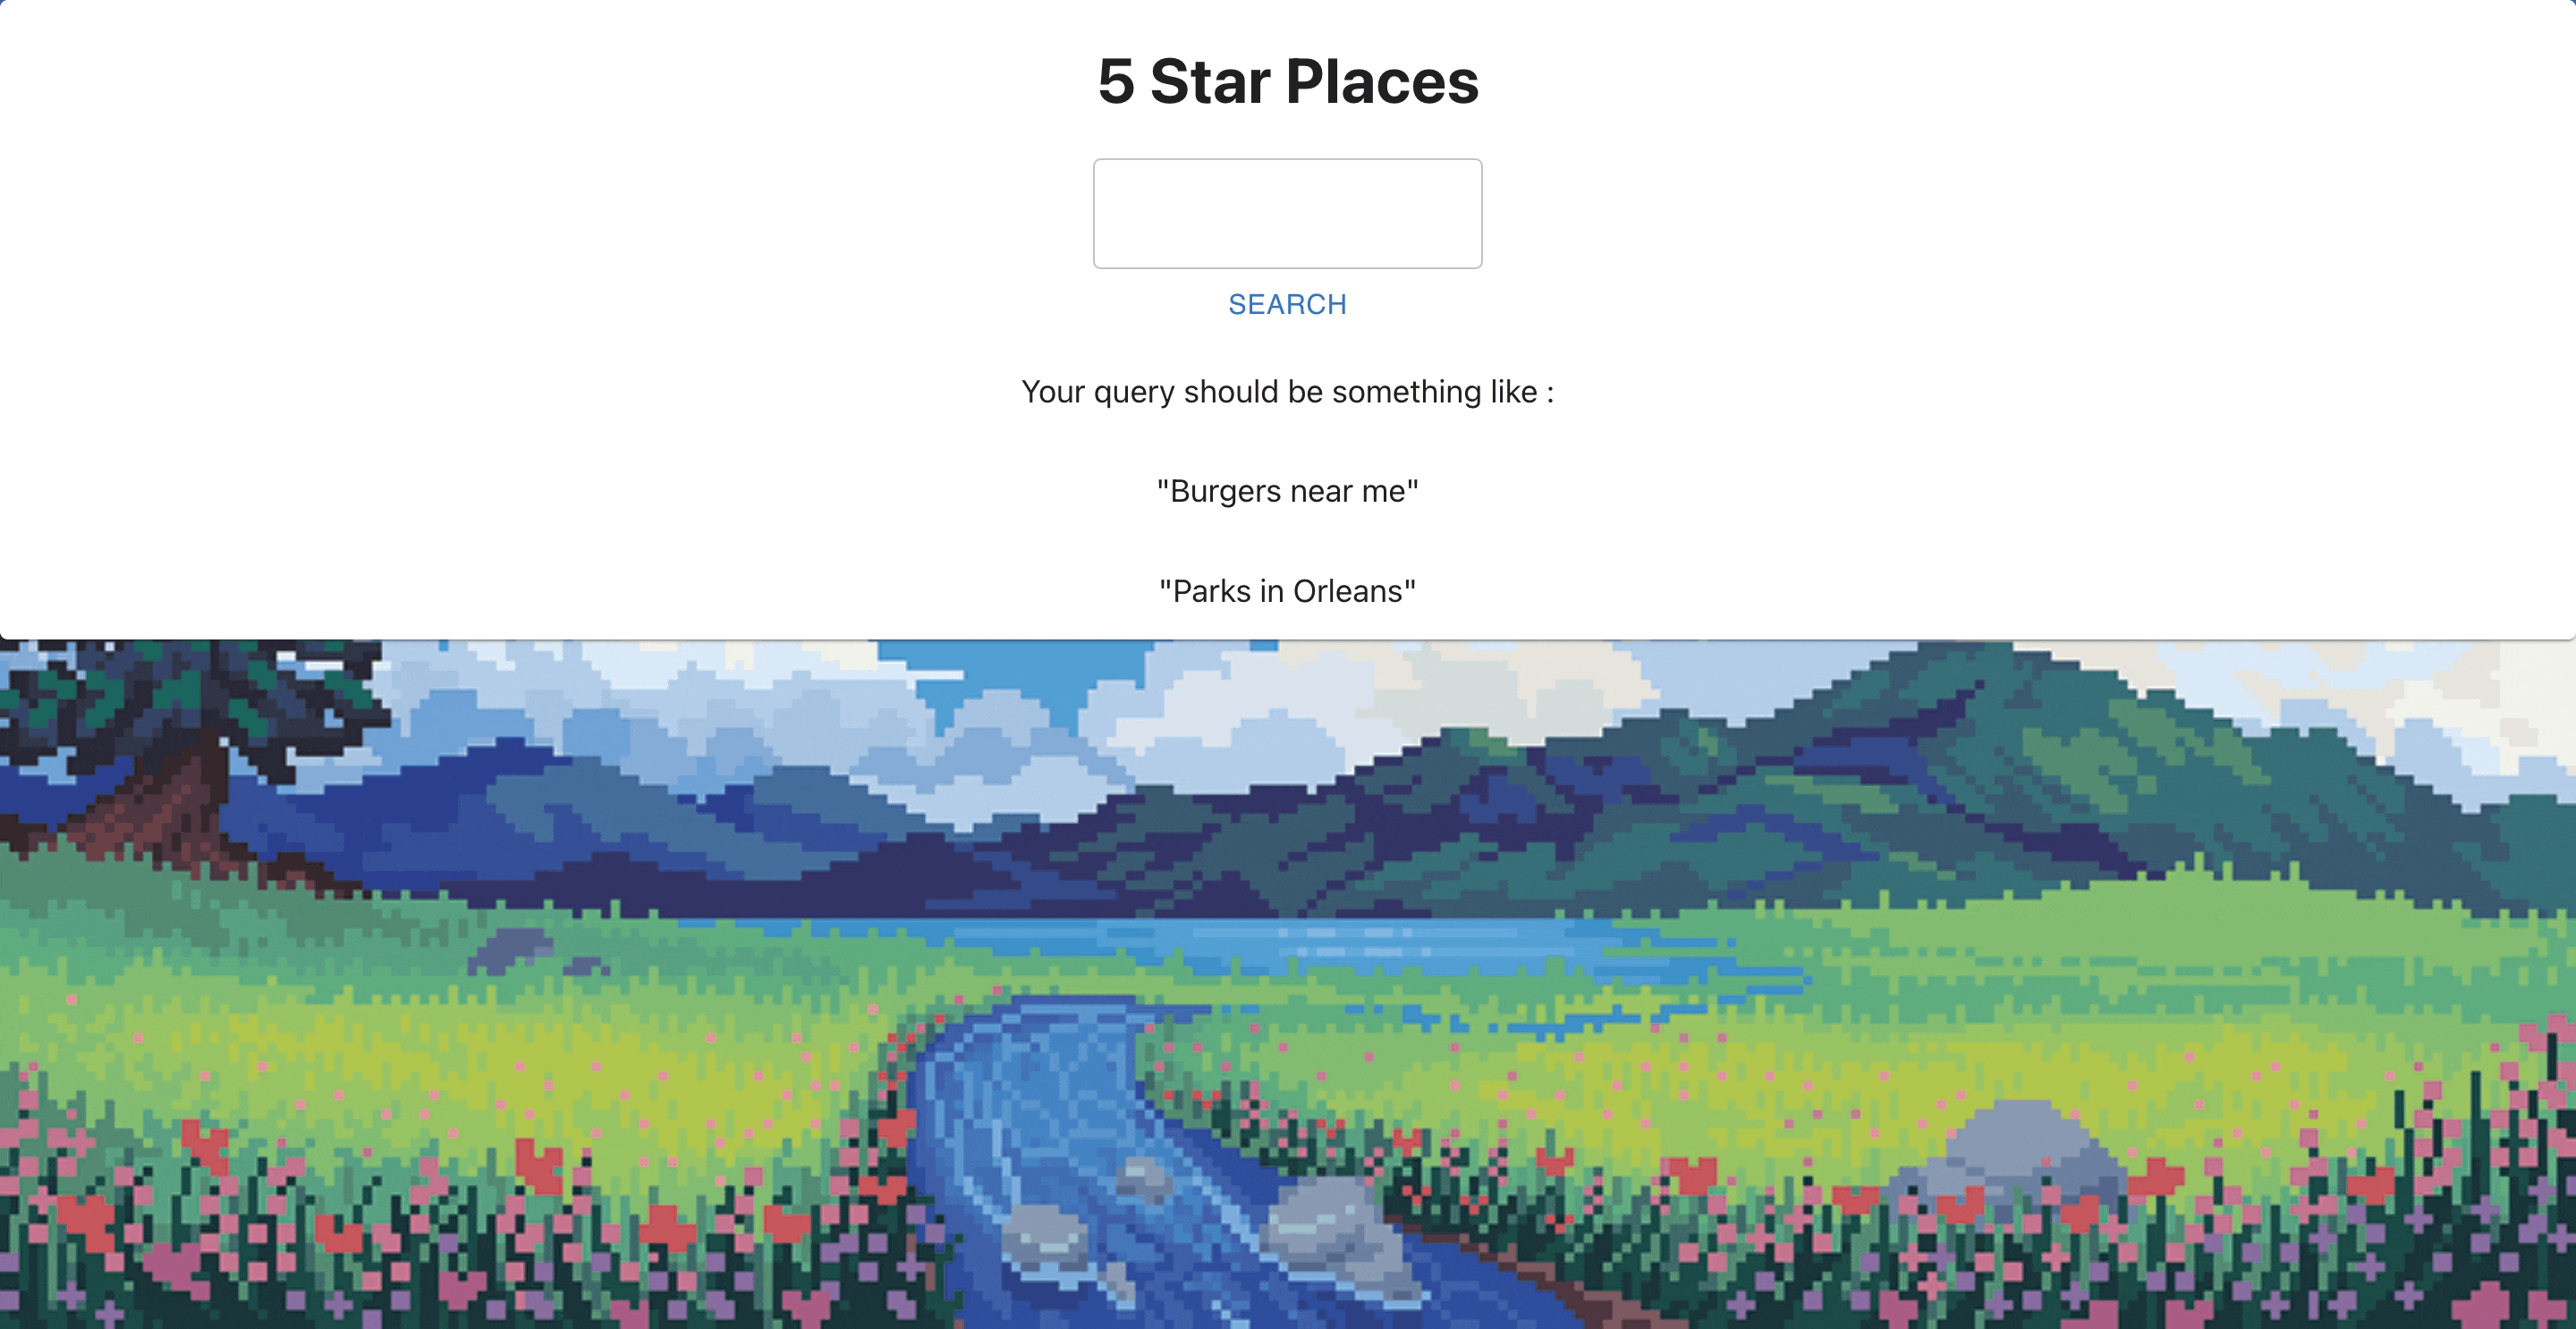 5 Star Places
SEARCH
Your query should be something like :
"Burgers near me"
"Parks in Orleans"